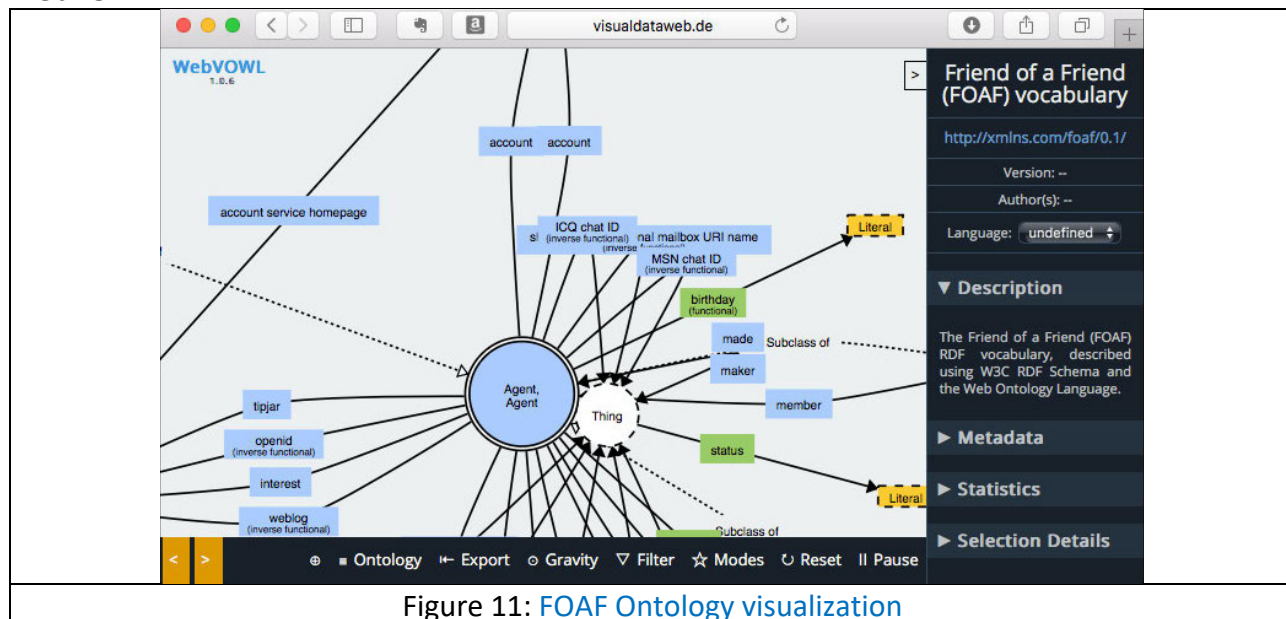 visualdataweb.de
WebVOWL
1.0.6
>
Friend of a Friend
(FOAF) vocabulary
http://xmlns.com/foaf/0.1/
Version: --
Author(s): --
Language: undefined
▼ Description
The Friend of a Friend (FOAF)
RDF vocabulary, described
using W3C RDF Schema and
the Web Ontology Language.
► Metadata
► Statistics
► Selection Details
account account
account service homepage
ICQ chat ID
(inverse functional)
nal mailbox URI name
MSN chat ID
(inverse functional)
Literal
birthday
(functional)
made
Subclass of
maker
member
Agent,
Agent
Thing
tipjar
openid
(inverse functional)
interest
weblog
(inverse functional)
status
Literal
Subclass of
< >
Ontology Export Gravity Filter Modes Reset Pause
Figure 11: FOAF Ontology visualization